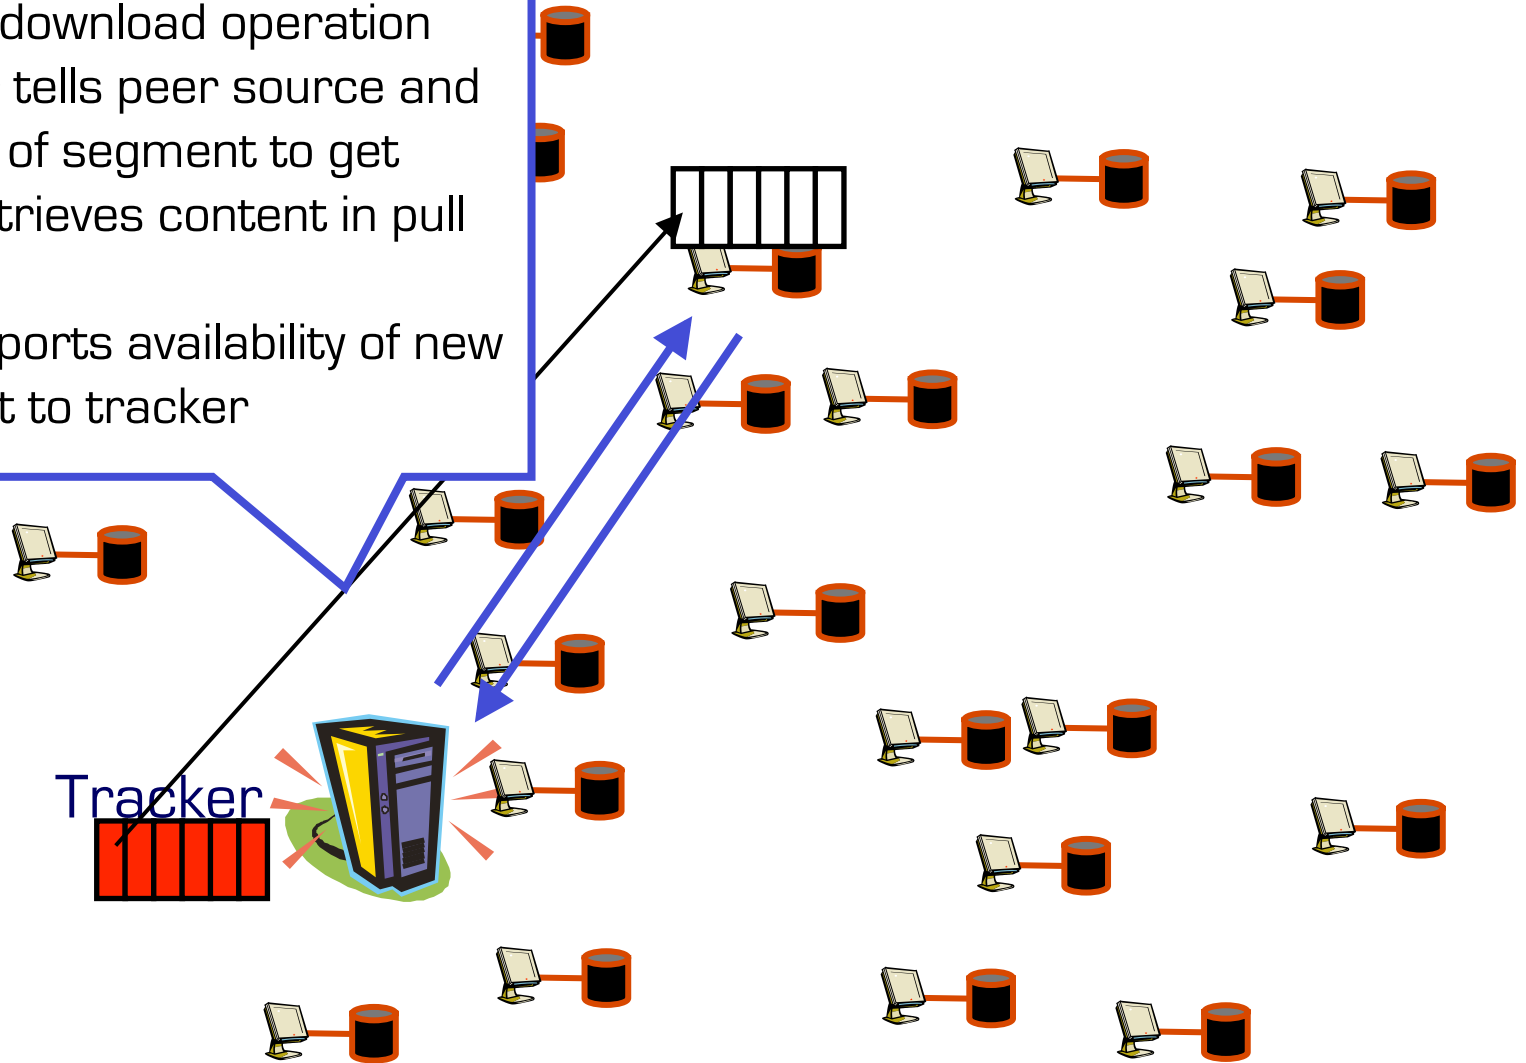 download operation
tells peer source and
of segment to get
trieves content in pull
ports availability of new
t to tracker
Tracker